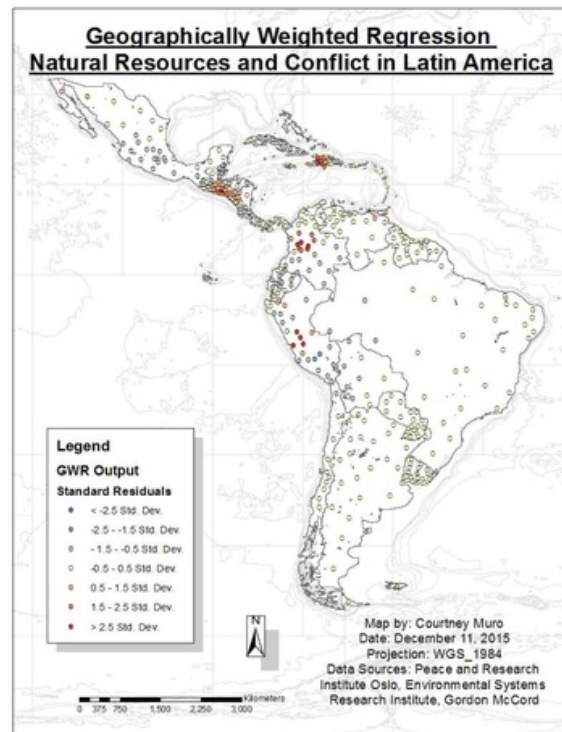 Geographically Weighted Regression
Natural Resources and Conflict in Latin America
Legend
GWR Output
Standard Residuals
< -2.5 Std. Dev.
-2.5 - -1.5 Std. Dev.
-1.5 - -0.5 Std. Dev.
-0.5 - 0.5 Std. Dev.
0.5 - 1.5 Std. Dev.
1.5 - 2.5 Std. Dev.
> 2.5 Std. Dev.
N
Map by: Courtney Muro
Date: December 11, 2015
Projection: WGS_1984
Data Sources: Peace and Research
Institute Oslo, Environmental Systems
Research Institute, Gordon McCord
Kilometers
0 375 750 1,500 2,250 3,000